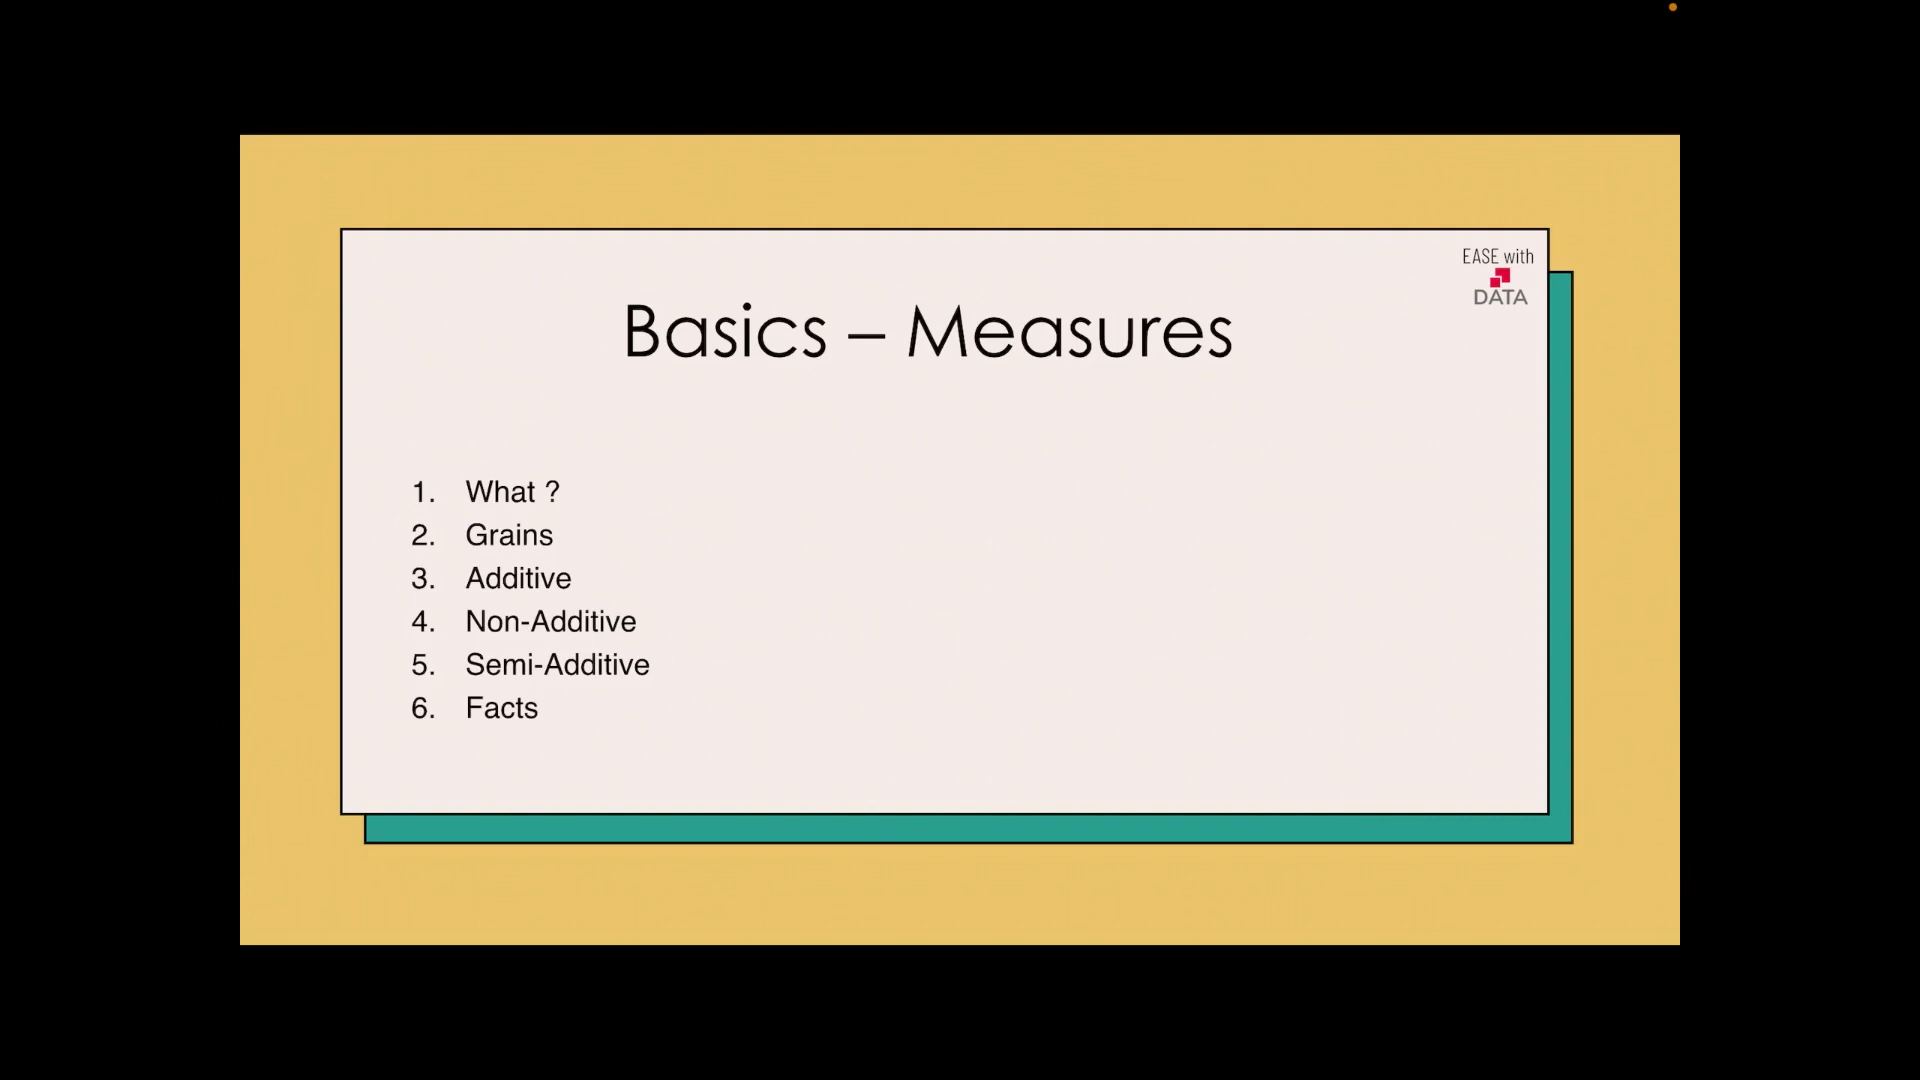 EASE with
DATA
Basics – Measures
1. What ?
2. Grains
3. Additive
4. Non-Additive
5. Semi-Additive
6. Facts